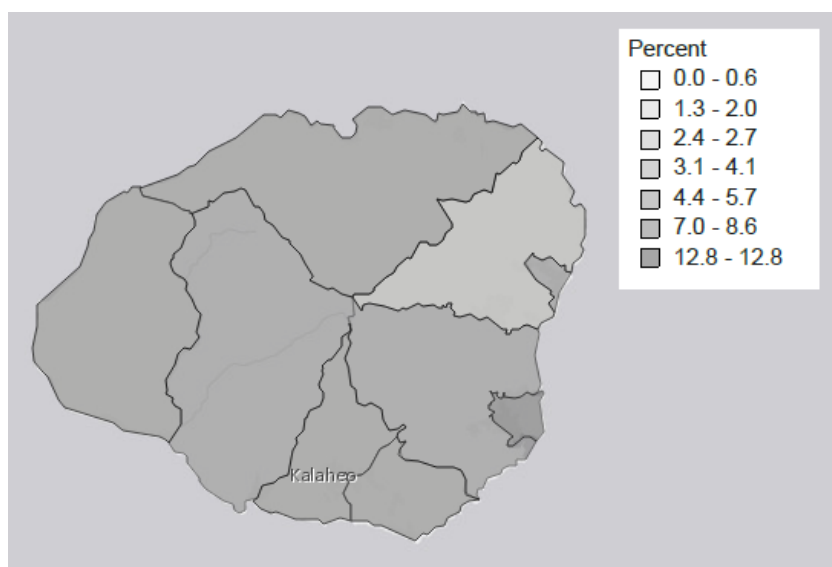 Percent
0.0 - 0.6
1.3 - 2.0
2.4 - 2.7
3.1 - 4.1
4.4 - 5.7
7.0 - 8.6
12.8 - 12.8
Kalaheo